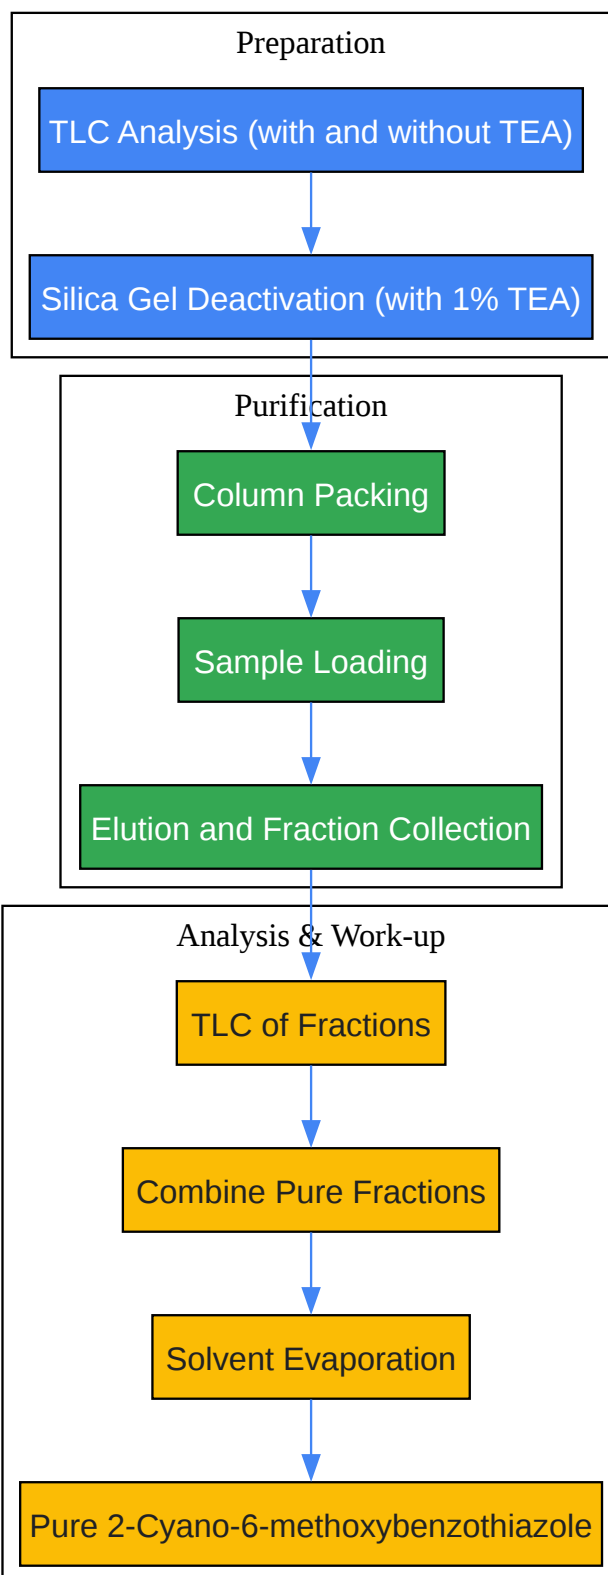 Preparation
TLC Analysis (with and without TEA)
Silica Gel Deactivation (with 1% TEA)
Purification
Column Packing
Sample Loading
Elution and Fraction Collection
Analysis & Work-up
TLC of Fractions
Combine Pure Fractions
Solvent Evaporation
Pure 2-Cyano-6-methoxybenzothiazole